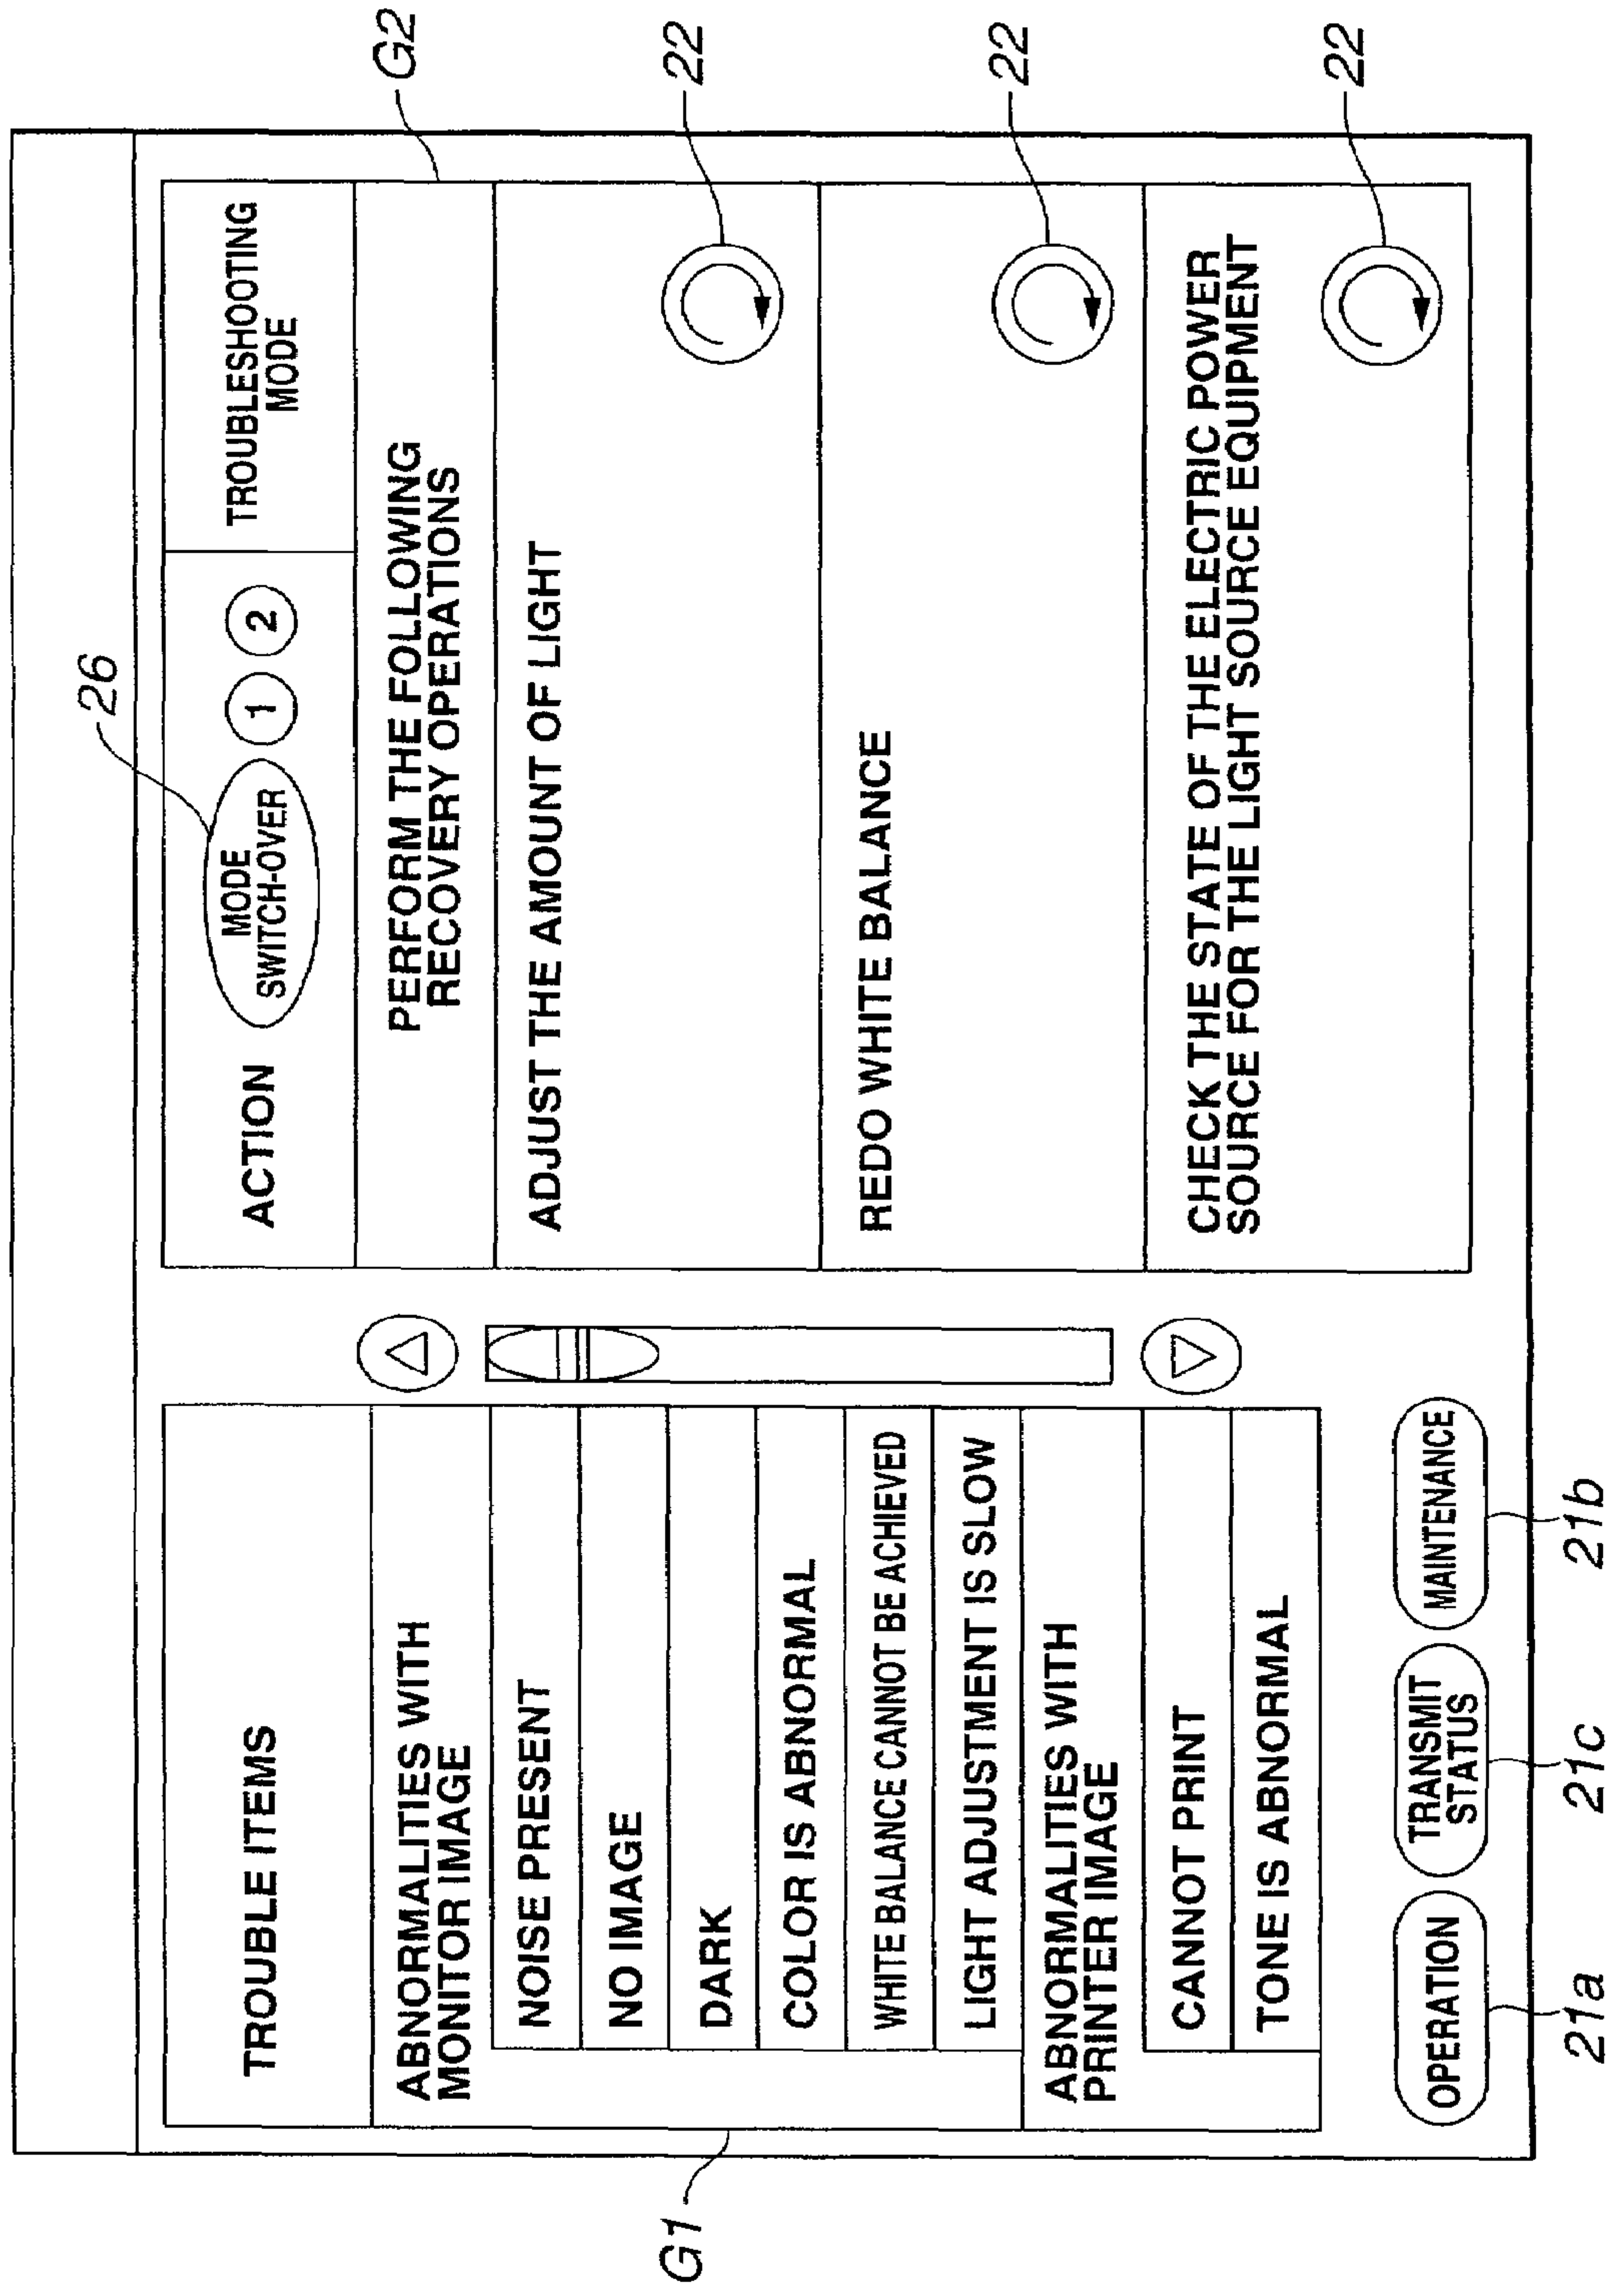 26
G2
TROUBLE ITEMS
ABNORMALITIES WITH
MONITOR IMAGE
NOISE PRESENT
NO IMAGE
DARK
COLOR IS ABNORMAL
WHITE BALANCE CANNOT BE ACHIEVED
LIGHT ADJUSTMENT IS SLOW
ABNORMALITIES WITH
PRINTER IMAGE
CANNOT PRINT
TONE IS ABNORMAL
G1
ACTION
MODE
SWITCH-OVER
1
2
TROUBLESHOOTING
MODE
PERFORM THE FOLLOWING
RECOVERY OPERATIONS
ADJUST THE AMOUNT OF LIGHT
22
REDO WHITE BALANCE
22
CHECK THE STATE OF THE ELECTRIC POWER
SOURCE FOR THE LIGHT SOURCE EQUIPMENT
22
OPERATION
TRANSMIT
STATUS
MAINTENANCE
21a
21c
21b